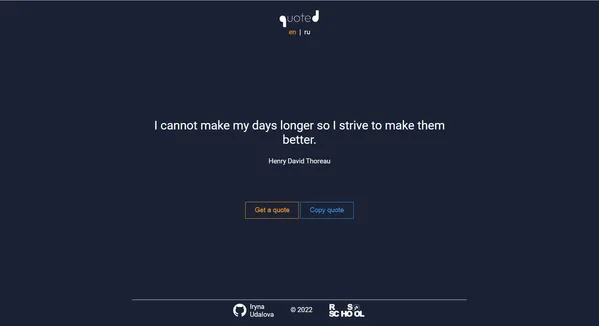 quoted
en | ru
I cannot make my days longer so I strive to make them
better.
Henry David Thoreau
Get a quote Copy quote
Iryna
Udalova
© 2022
RS
SCHOOL